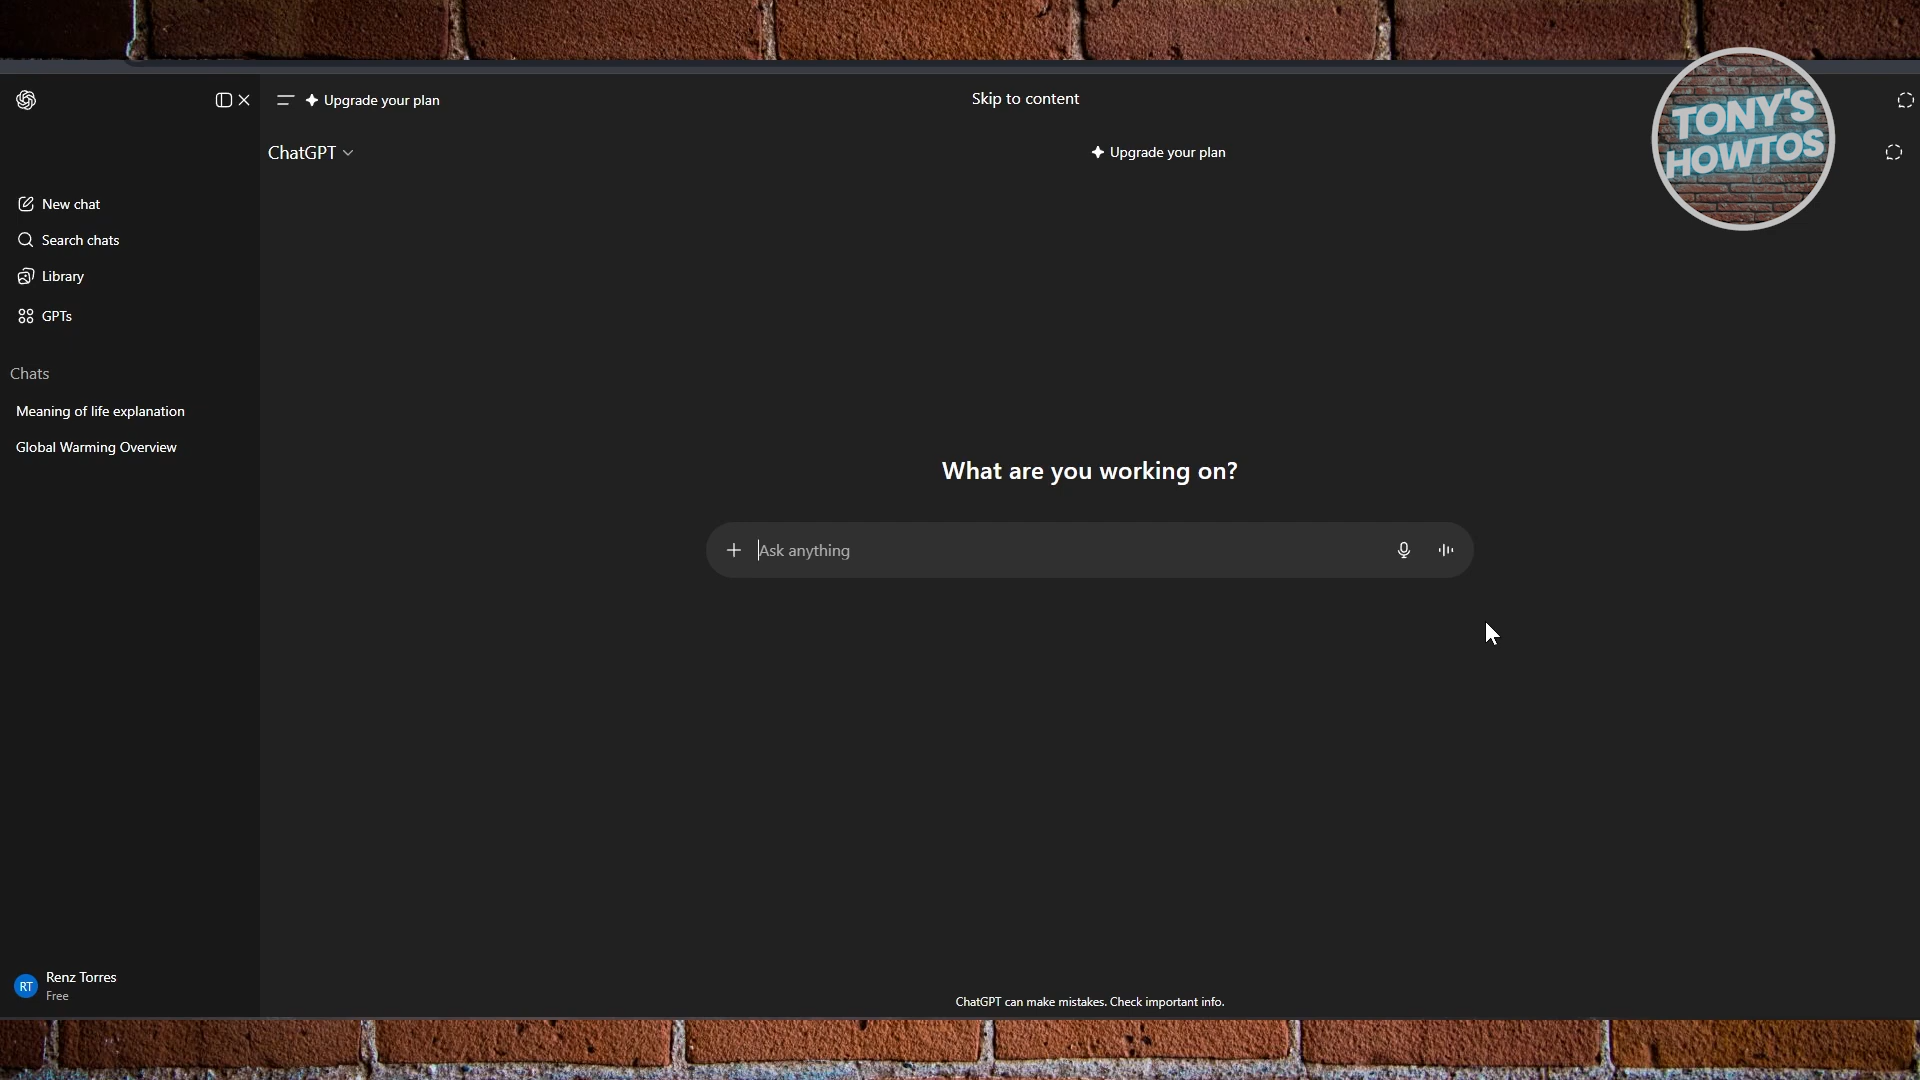 Upgrade your plan
Skip to content
TONY'S
HOWTOS
ChatGPT
Upgrade your plan
New chat
Search chats
Library
GPTs
Chats
Meaning of life explanation
Global Warming Overview
What are you working on?
Ask anything
RT
Renz Torres
Free
ChatGPT can make mistakes. Check important info.